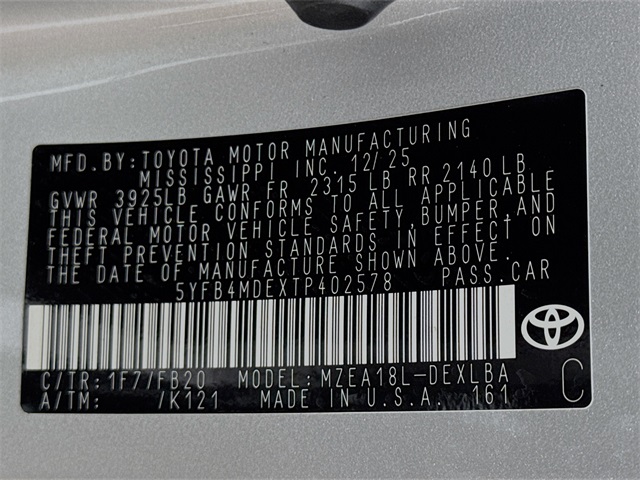 MFD. BY: TOYOTA MOTOR MANUFACTURING
MISSISSIPPI INC. 12/25
GVWR 3925LB GAWR FR 2315 LB RR 2140 LB
THIS VEHICLE CONFORMS TO ALL APPLICABLE
FEDERAL MOTOR VEHICLE SAFETY, BUMPER, AND
THEFT PREVENTION STANDARDS IN EFFECT ON
THE DATE OF MANUFACTURE SHOWN ABOVE.
5YFB4MDEXTP402578 PASS. CAR
C/TR: 1F7/FB20 MODEL: MZEA18L-DEXLBA
A/TM: /K121 MADE IN U.S.A. 161
C